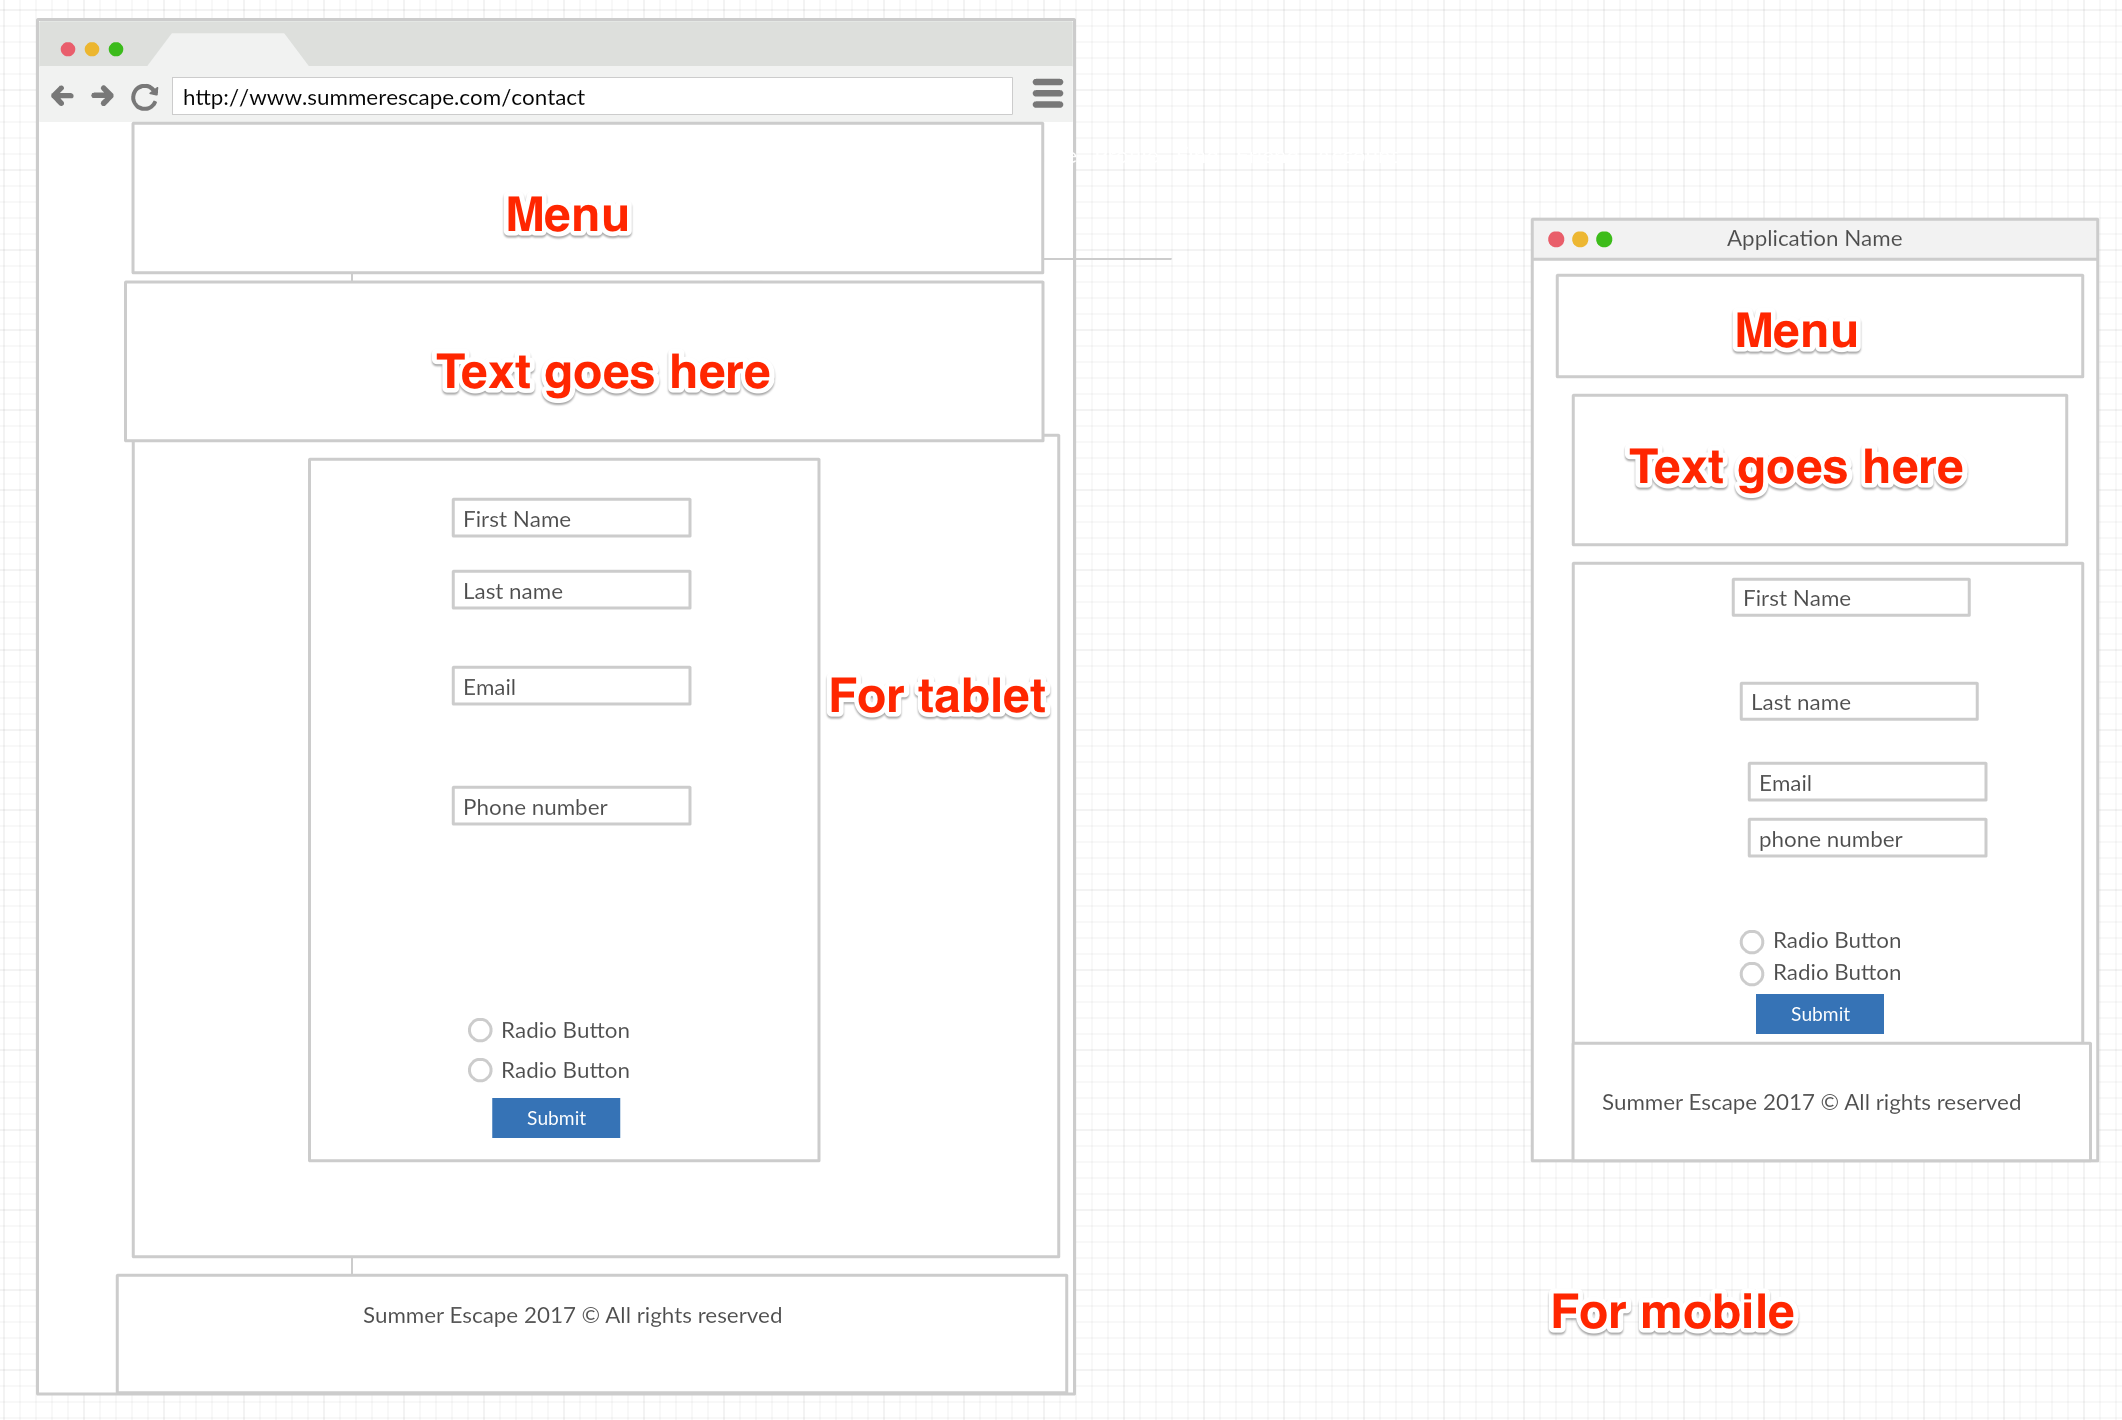 http://www.summerescape.com/contact
Menu
Text goes here
First Name
Last name
Email
Phone number
For tablet
Radio Button
Radio Button
Submit
Summer Escape 2017 © All rights reserved
Application Name
Menu
Text goes here
First Name
Last name
Email
phone number
Radio Button
Radio Button
Submit
Summer Escape 2017 © All rights reserved
For mobile